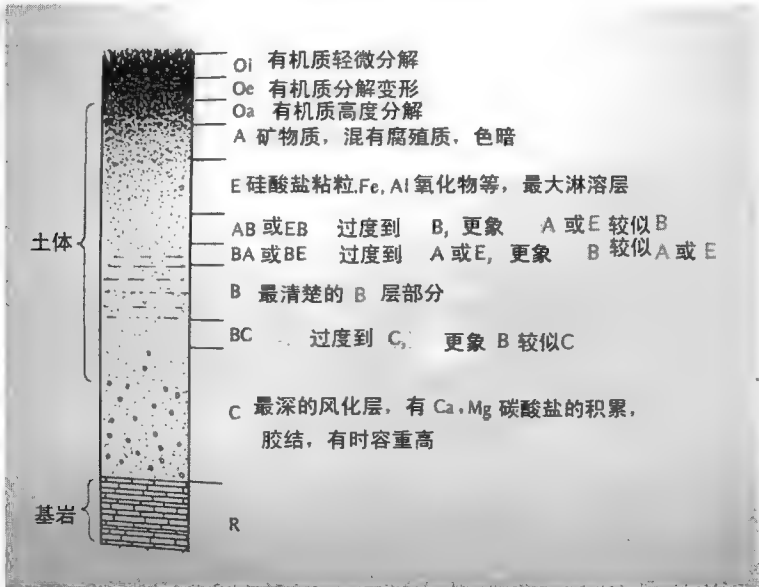 Oi 有机质轻微分解
Oe 有机质分解变形
Oa 有机质高度分解
A 矿物质，混有腐殖质，色暗
E 硅酸盐粘粒.Fe, Al 氧化物等，最大淋溶层
AB 或EB 过度到 B, 更象 A 或E 较似 B
土体
BA 或BE 过度到 A 或E, 更象 B 较似 A 或 E
B 最清楚的 B 层部分
BC 过度到 C, 更象 B 较似C
C 最深的风化层，有 Ca,Mg 碳酸盐的积累，
胶结，有时容重高
基岩
R